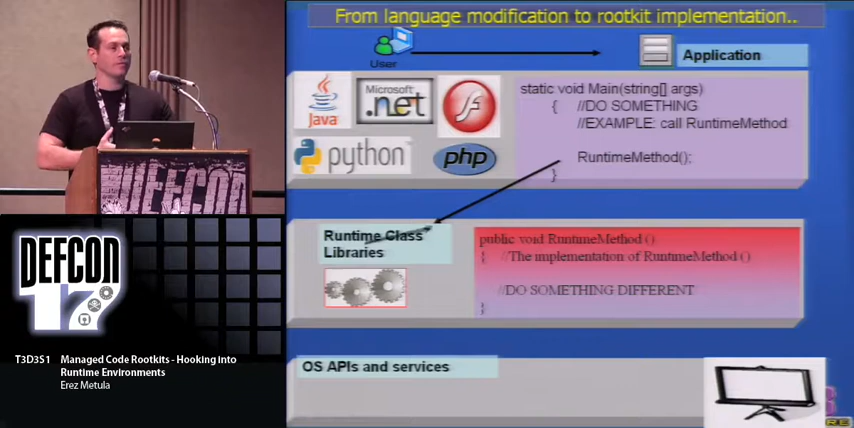 From language modification to rootkit implementation..
User
Application
Java
Microsoft
.net
python
php
static void Main(string[] args)
{ //DO SOMETHING
//EXAMPLE: call RuntimeMethod
RuntimeMethod();
}
Runtime Class
Libraries
public void RuntimeMethod ()
{ //The implementation of RuntimeMethod ()
//DO SOMETHING DIFFERENT
}
OS APIs and services
DEFCON
DEFCON
17
T3D3S1 Managed Code Rootkits - Hooking into
Runtime Environments
Erez Metula